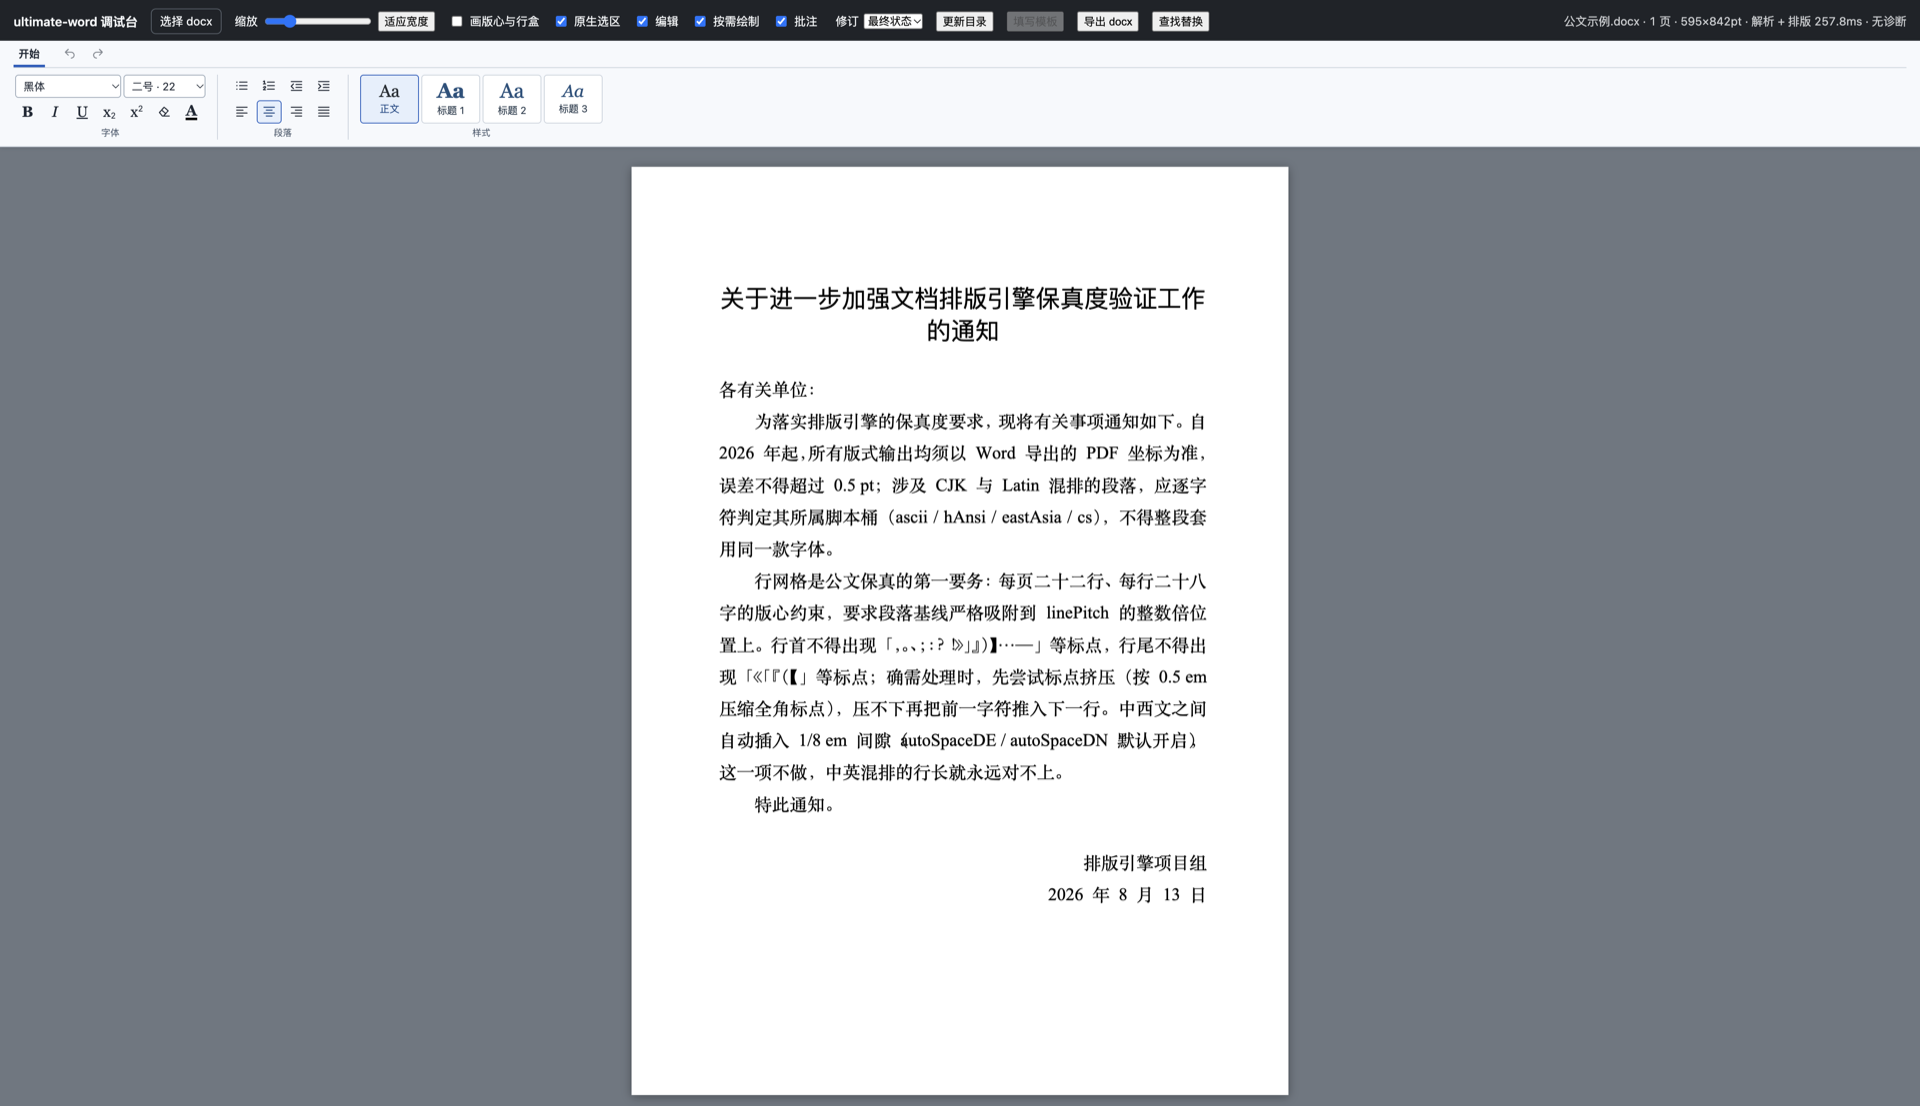 ultimate-word 调试台 选择 docx 缩放 适应宽度 画版心与行盒 原生选区 编辑 按需绘制 批注 修订 最终状态 更新目录 填写模板 导出 docx 查找替换 公文示例.docx · 1 页 · 595×842pt · 解析 + 排版 257.8ms · 无诊断
开始
黑体 二号 · 22
B I U x₂ x² A
字体 段落 样式
Aa 正文
Aa 标题 1
Aa 标题 2
Aa 标题 3
关于进一步加强文档排版引擎保真度验证工作
的通知
各有关单位：
为落实排版引擎的保真度要求，现将有关事项通知如下。自
2026 年起，所有版式输出均须以 Word 导出的 PDF 坐标为准，
误差不得超过 0.5 pt；涉及 CJK 与 Latin 混排的段落，应逐字
符判定其所属脚本桶（ascii / hAnsi / eastAsia / cs），不得整段套
用同一款字体。
行网格是公文保真的第一要务：每页二十二行、每行二十八
字的版心约束，要求段落基线严格吸附到 linePitch 的整数倍位
置上。行首不得出现「，。、；：？！》」』）】…—」等标点，行尾不得出
现「《「『（【」等标点；确需处理时，先尝试标点挤压（按 0.5 em
压缩全角标点），压不下再把前一字符推入下一行。中西文之间
自动插入 1/8 em 间隙（autoSpaceDE / autoSpaceDN 默认开启），
这一项不做，中英混排的行长就永远对不上。
特此通知。
排版引擎项目组
2026 年 8 月 13 日